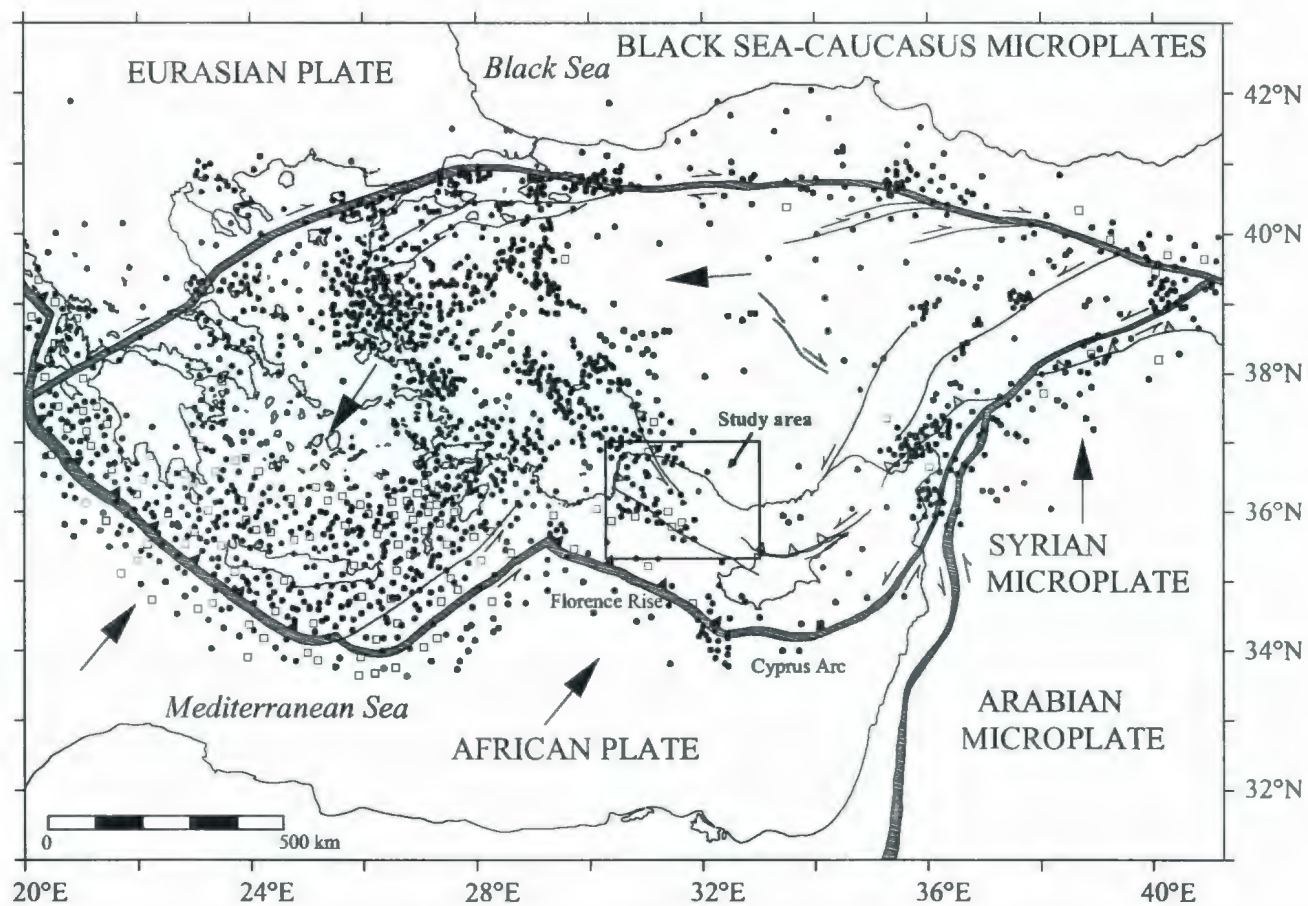 BLACK SEA-CAUCASUS MICROPLATES
EURASIAN PLATE
Black Sea
42°N
40°N
38°N
Study area
36°N
SYRIAN
MICROPLATE
Florence Rise
34°N
Cyprus Arc
Mediterranean Sea
AFRICAN PLATE
ARABIAN
MICROPLATE
32°N
0
500 km
20°E
24°E
28°E
32°E
36°E
40°E